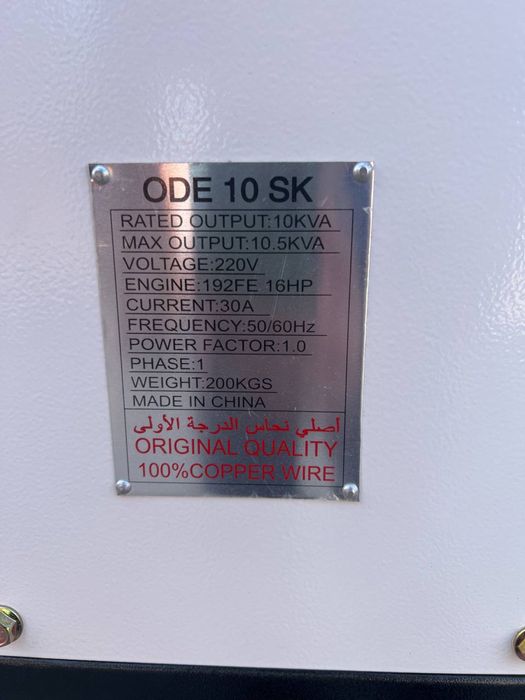 ODE 10 SK
RATED OUTPUT:10KVA
MAX OUTPUT:10.5KVA
VOLTAGE:220V
ENGINE:192FE 16HP
CURRENT:30A
FREQUENCY:50/60Hz
POWER FACTOR:1.0
PHASE:1
WEIGHT:200KGS
MADE IN CHINA
اصلي نحاس الدرجة الأولى
ORIGINAL QUALITY
100%COPPER WIRE